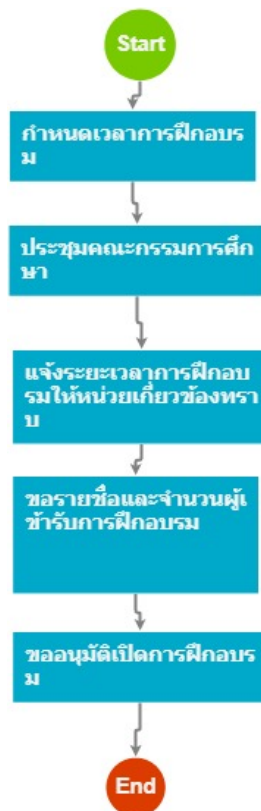 Start
กำหนดเวลาการฝึกอบร
ม
ประชุมคณะกรรมการศึก
ษา
แจ้งระยะเวลาการฝึกอบ
รมให้หน่วยเกี่ยวข้องทรา
บ
ขอรายชื่อและจำนวนผู้เ
ข้ารับการฝึกอบรม
ขออนุมัติเปิดการฝึกอบร
ม
End